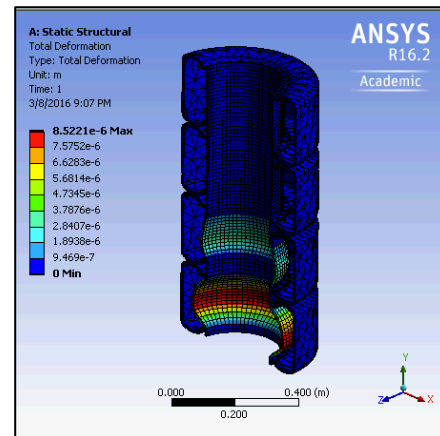 A: Static Structural
Total Deformation
Type: Total Deformation
Unit: m
Time: 1
3/8/2016 9:07 PM
8.5221e-6 Max
7.5752e-6
6.6283e-6
5.6814e-6
4.7345e-6
3.7876e-6
2.8407e-6
1.8938e-6
9.469e-7
0 Min
ANSYS
R16.2
Academic
0.000
0.400 (m)
0.200
Y
Z
X